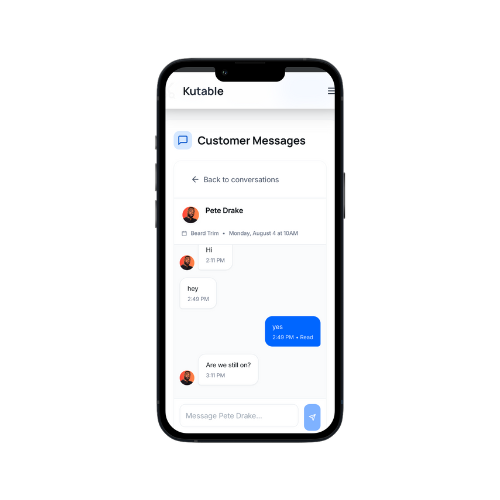 Kutable
Customer Messages
Back to conversations
Pete Drake
Beard Trim • Monday, August 4 at 10AM
Hi
2:11 PM
hey
2:49 PM
yes
2:49 PM • Read
Are we still on?
3:11 PM
Message Pete Drake...